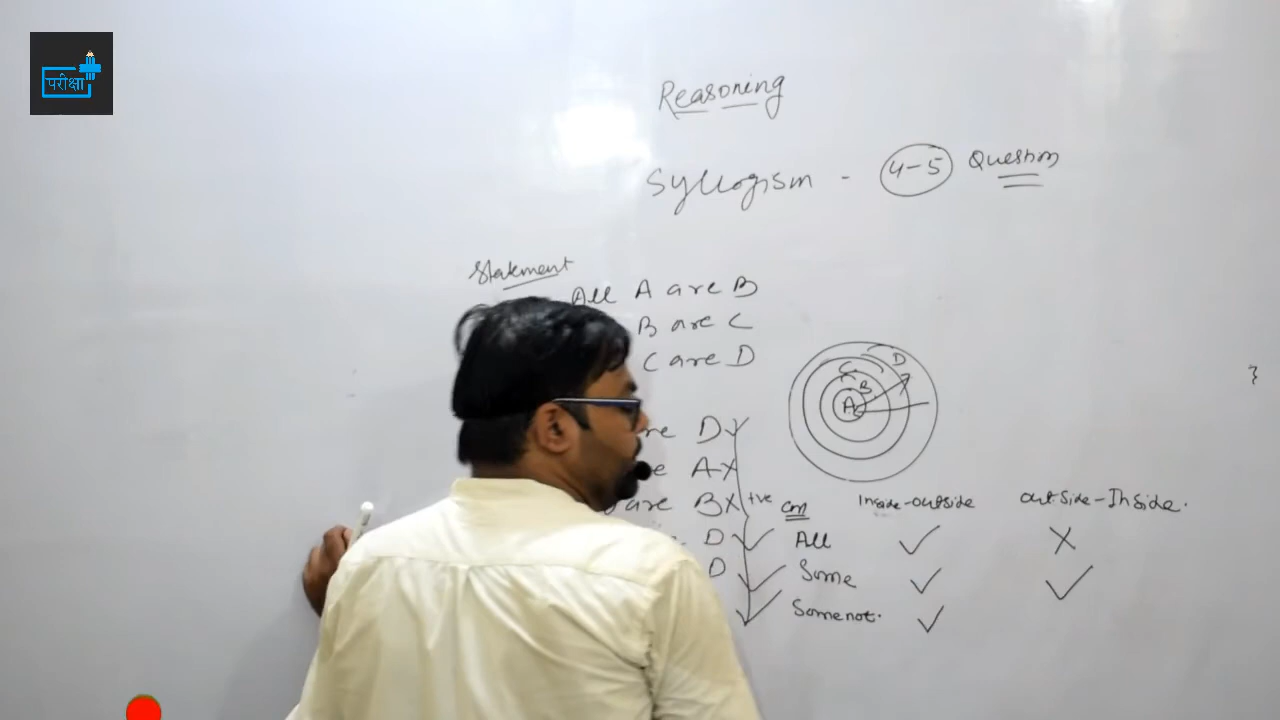 परीक्षा
Reasoning
Syllogism - 4-5 Question
Statement
All A are B
B are C
C are D
D
C
B
A
D ✓
A X
are B X +ve
Con Inside-outside outside-Inside.
D ✓ All ✓ X
D ✓ Some ✓ ✓
✓ Some not. ✓